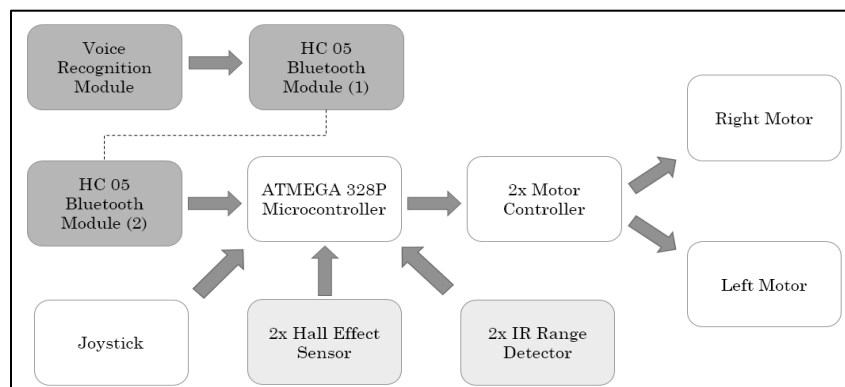 Voice
Recognition
Module
HC 05
Bluetooth
Module (1)
Right Motor
HC 05
Bluetooth
Module (2)
ATMEGA 328P
Microcontroller
2x Motor
Controller
Left Motor
Joystick
2x Hall Effect
Sensor
2x IR Range
Detector